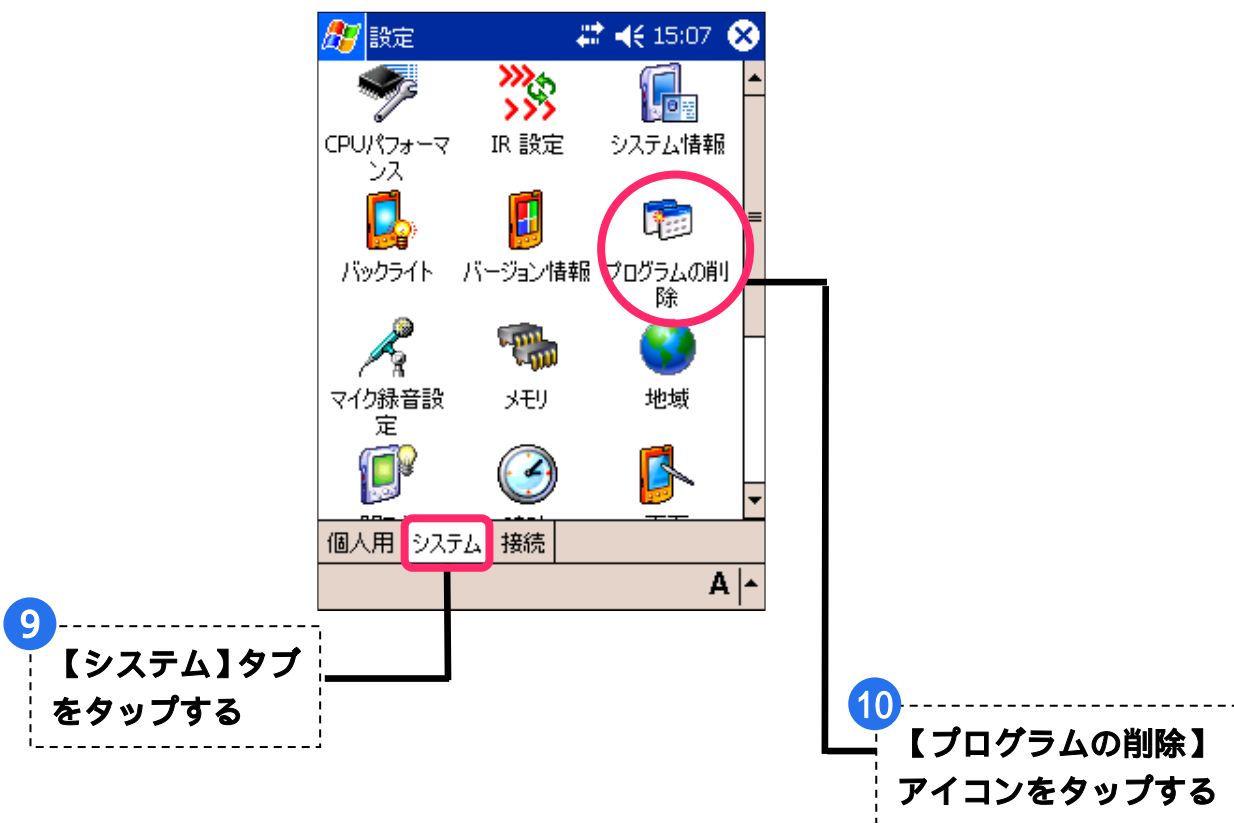 設定 15:07
CPUパフォーマ
ンス
IR 設定
システム情報
バックライト
バージョン情報
プログラムの削
除
マイク録音設
定
メモリ
地域
個人用 システム 接続
A
9
【システム】タブ
をタップする
10
【プログラムの削除】
アイコンをタップする